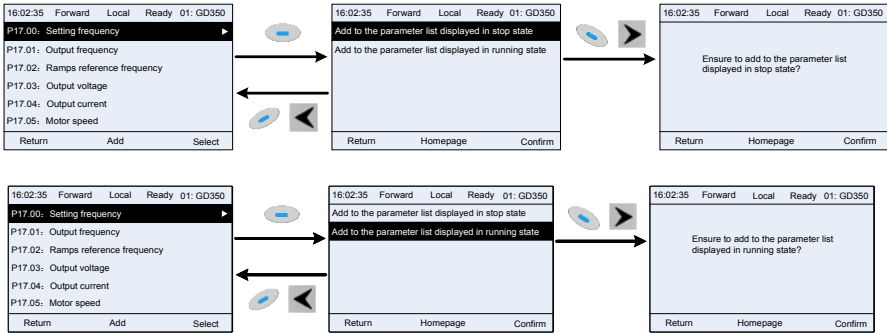 16:02:35 Forward Local Ready 01: GD350
P17.00: Setting frequency
P17.01: Output frequency
P17.02: Ramps reference frequency
P17.03: Output voltage
P17.04: Output current
P17.05: Motor speed
Return Add Select
16:02:35 Forward Local Ready 01: GD350
Add to the parameter list displayed in stop state
Add to the parameter list displayed in running state
Return Homepage Confirm
16:02:35 Forward Local Ready 01: GD350
Ensure to add to the parameter list
displayed in stop state?
Return Homepage Confirm
16:02:35 Forward Local Ready 01: GD350
P17.00: Setting frequency
P17.01: Output frequency
P17.02: Ramps reference frequency
P17.03: Output voltage
P17.04: Output current
P17.05: Motor speed
Return Add Select
16:02:35 Forward Local Ready 01: GD350
Add to the parameter list displayed in stop state
Add to the parameter list displayed in running state
Return Homepage Confirm
16:02:35 Forward Local Ready 01: GD350
Ensure to add to the parameter list
displayed in running state?
Return Homepage Confirm